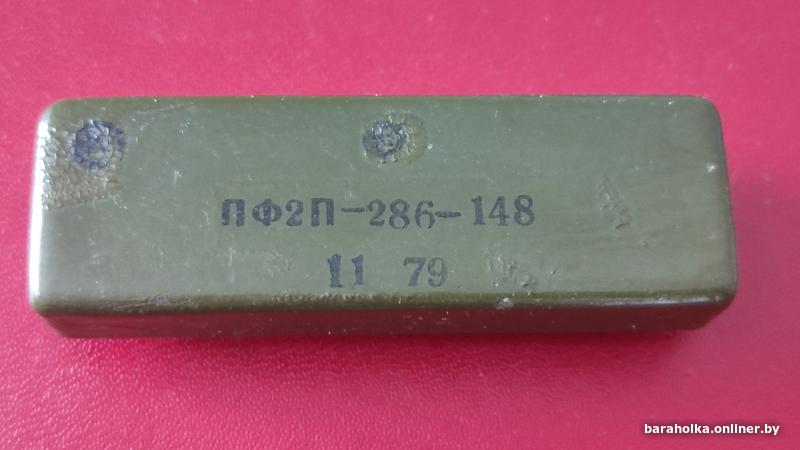 ПФ2П-286-148
11 79
baraholka.onliner.by